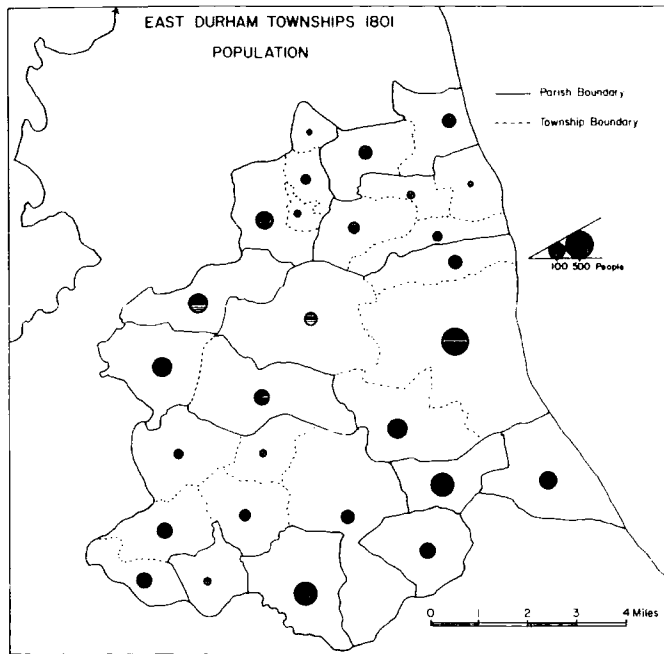 EAST DURHAM TOWNSHIPS 1801
POPULATION
Parish Boundary
Township Boundary
100 500 People
0 1 2 3 4 Miles